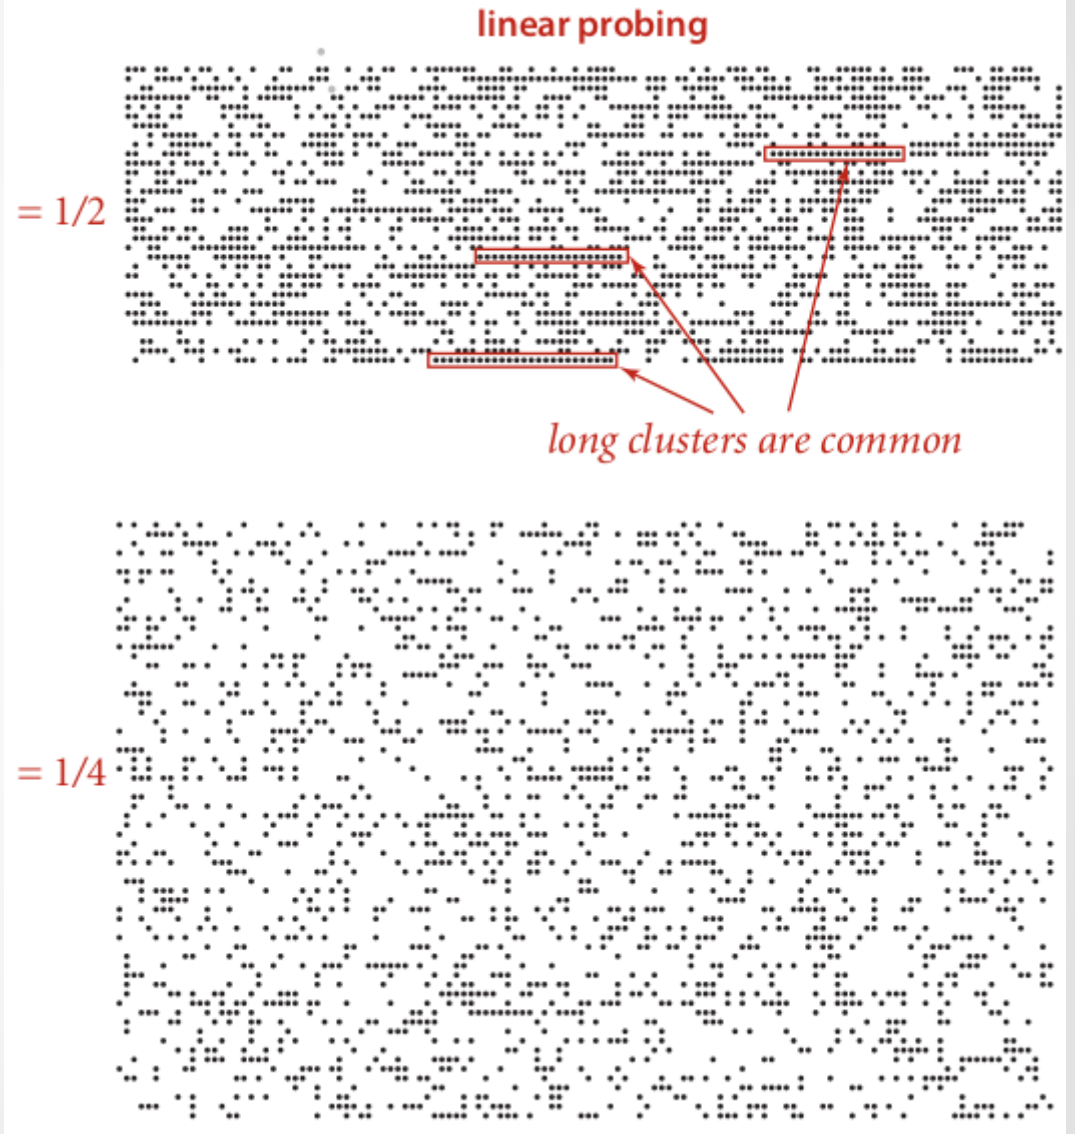 linear probing
= 1/2
long clusters are common
= 1/4